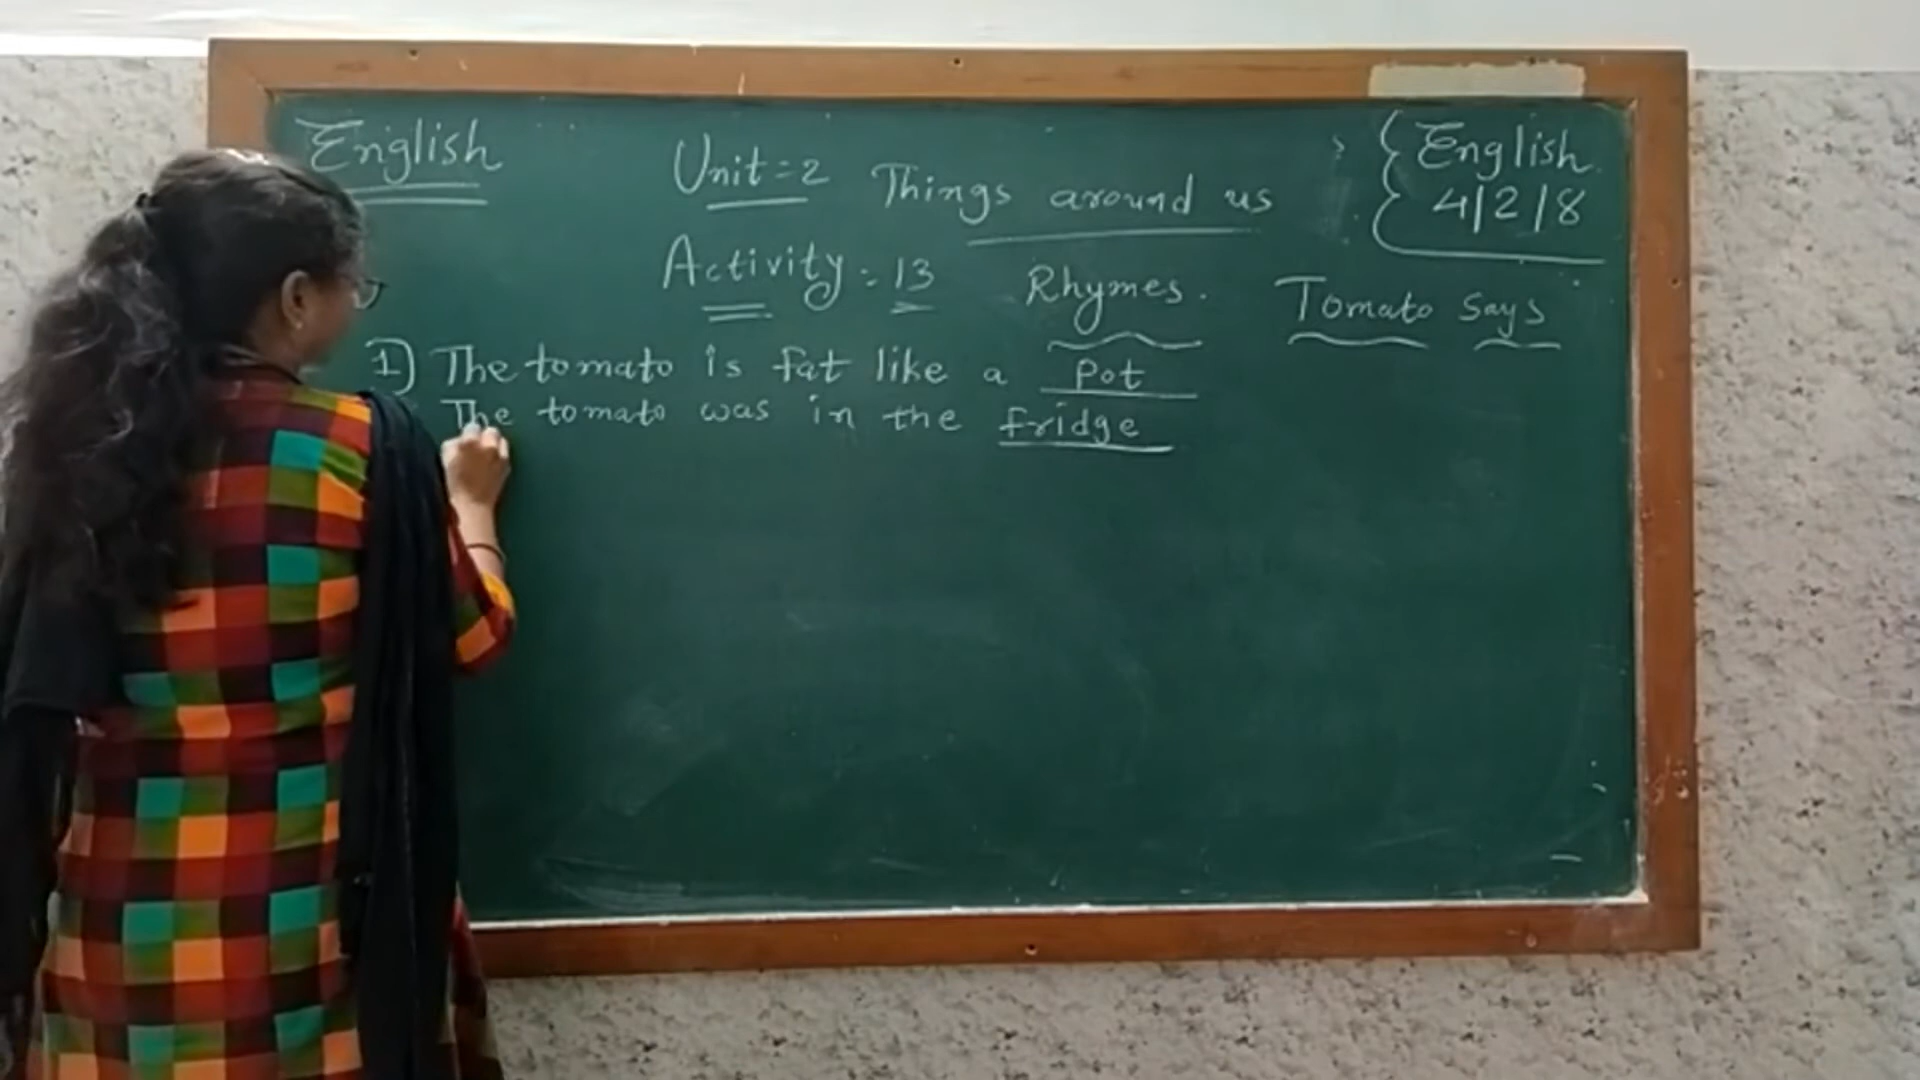 English
Unit=2 Things around us
English
4/2/8
Activity:13 Rhymes. Tomato says
1) The tomato is fat like a pot
The tomato was in the fridge